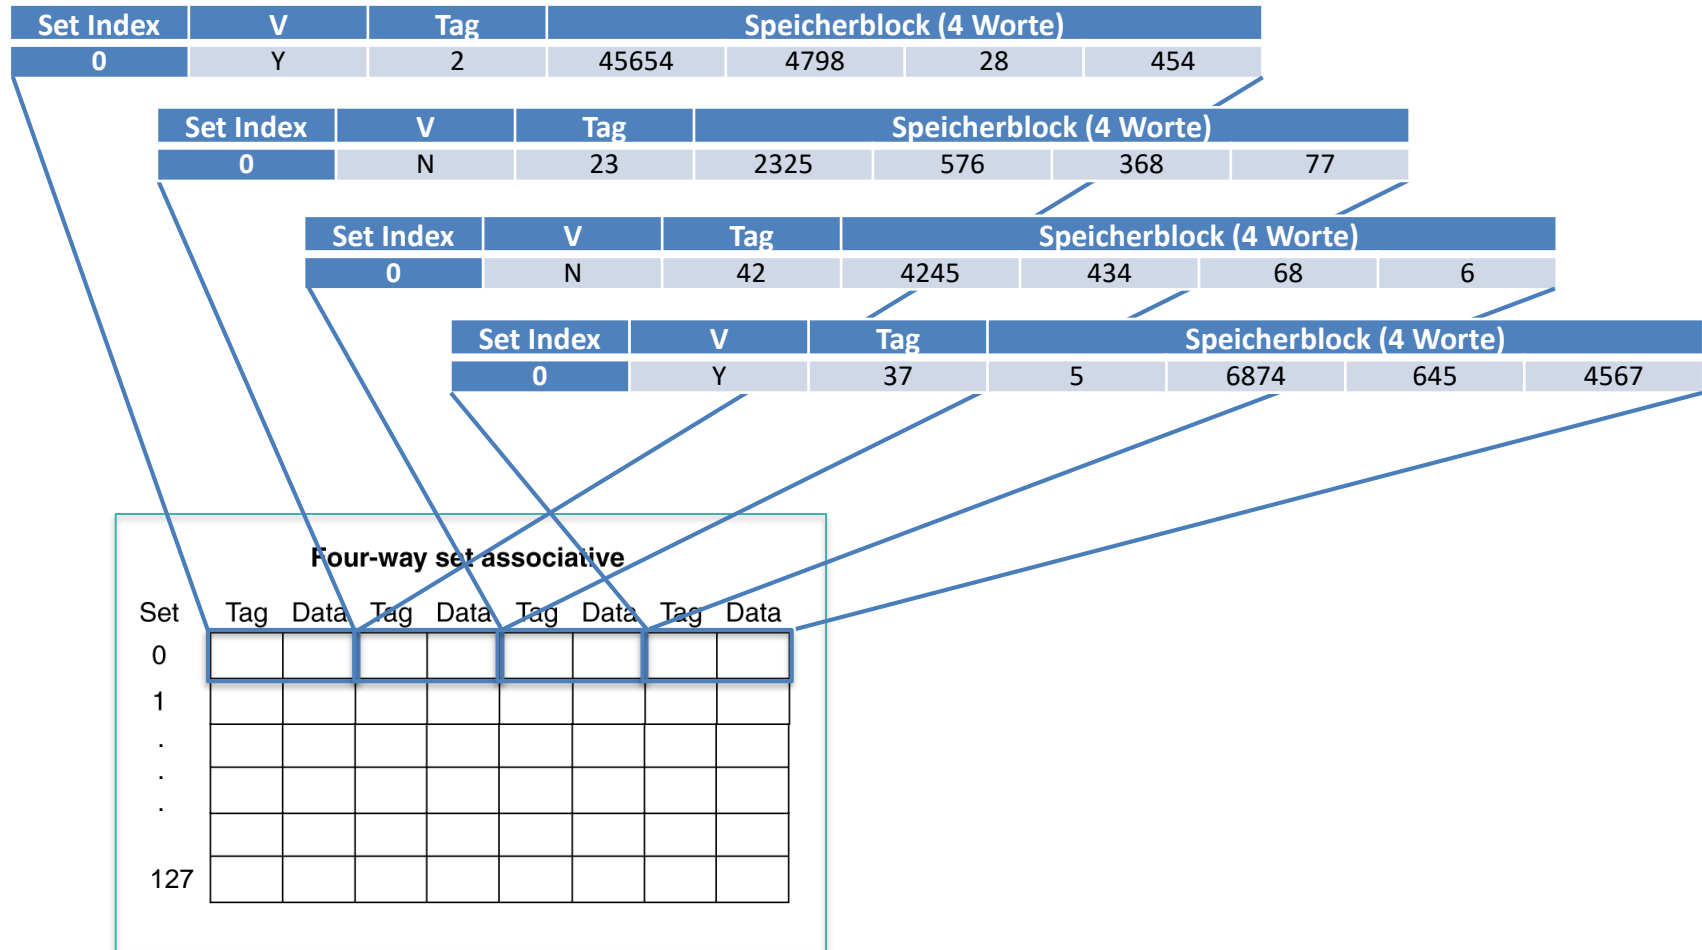 Set Index V Tag Speicherblock (4 Worte)
0 Y 2 45654 4798 28 454
Set Index V Tag Speicherblock (4 Worte)
0 N 23 2325 576 368 77
Set Index V Tag Speicherblock (4 Worte)
0 N 42 4245 434 68 6
Set Index V Tag Speicherblock (4 Worte)
0 Y 37 5 6874 645 4567
Four-way set associative
Set Tag Data Tag Data Tag Data Tag Data
0
1
.
.
.
127